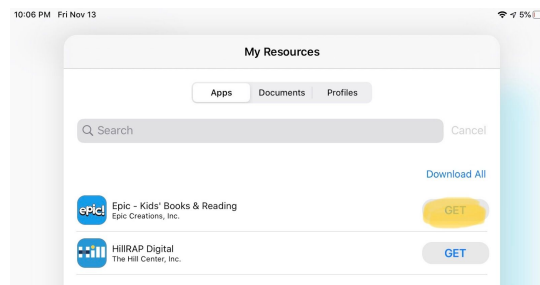 10:06 PM Fri Nov 13 5%
My Resources
Apps Documents Profiles
Search Cancel
Download All
epic! Epic - Kids' Books & Reading GET
Epic Creations, Inc.
Hill HillRAP Digital GET
The Hill Center, Inc.